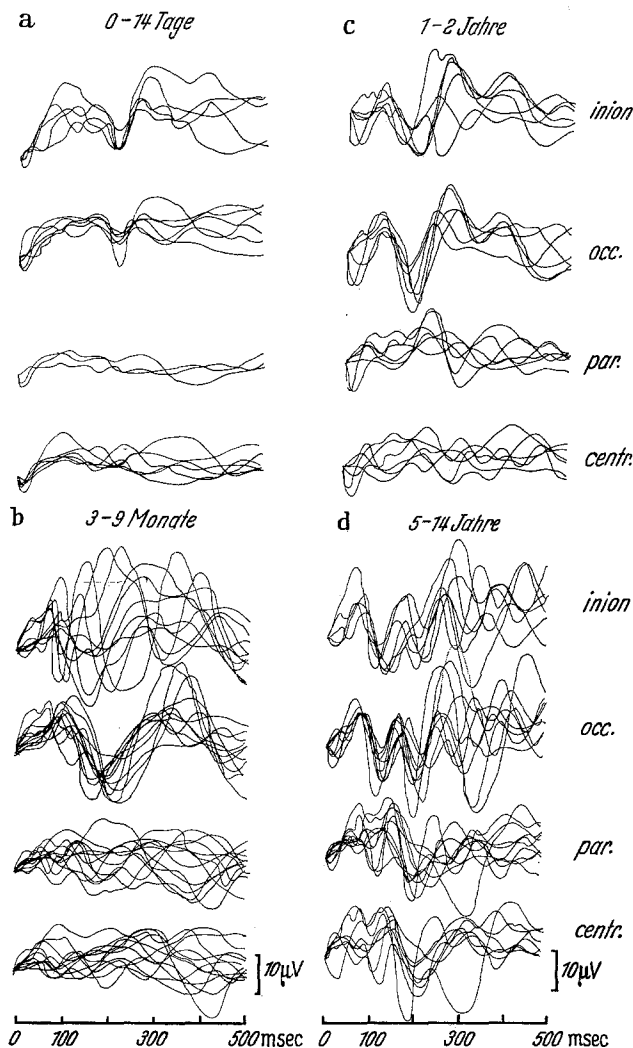 a
0-14 Tage
c
1-2 Jahre
inion
occ.
par.
centr.
b
3-9 Monate
d
5-14 Jahre
inion
occ.
par.
centr.
10µV
10µV
0 100 300 500 msec
0 100 300 500 msec